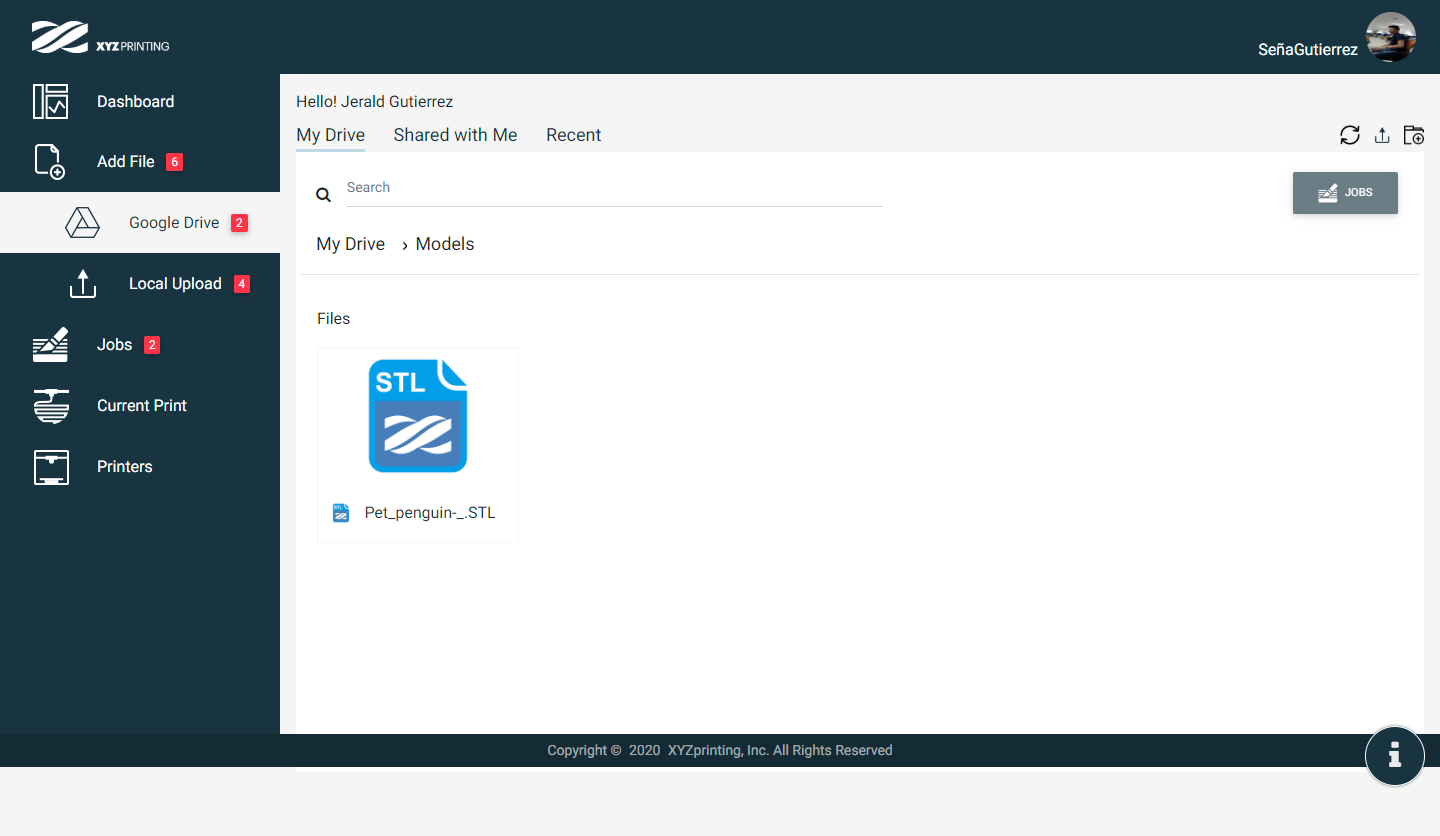 XYZPRINTING
SeñaGutierrez
Dashboard
Add File 6
Google Drive 2
Local Upload 4
Jobs 2
Current Print
Printers
Hello! Jerald Gutierrez
My Drive Shared with Me Recent
Search
JOBS
My Drive › Models
Files
STL
STL
Pet_penguin-_.STL
Copyright © 2020 XYZprinting, Inc. All Rights Reserved